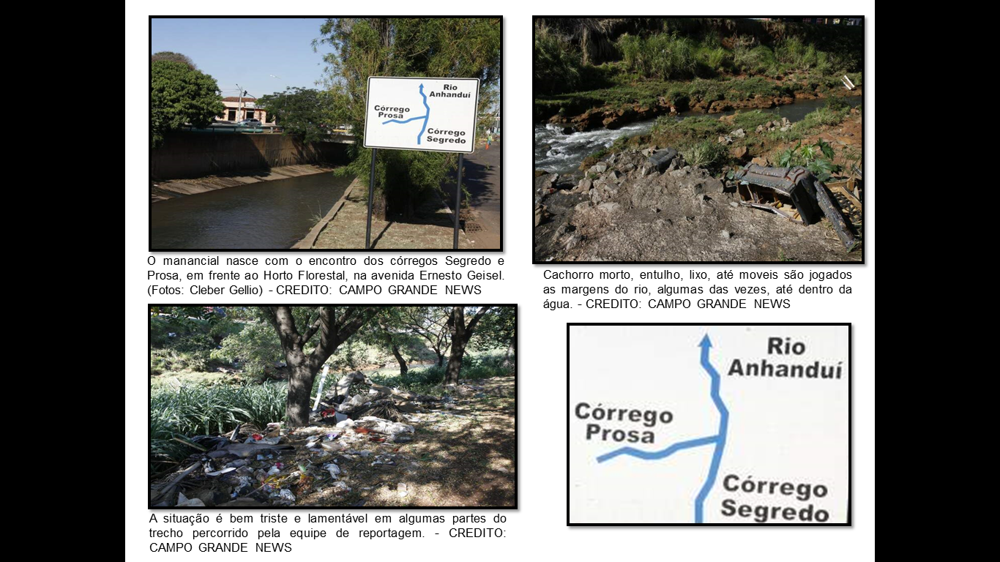 Rio
Anhanduí
Córrego
Prosa
Córrego
Segredo
O manancial nasce com o encontro dos córregos Segredo e
Prosa, em frente ao Horto Florestal, na avenida Ernesto Geisel.
(Fotos: Cleber Gellio) - CREDITO: CAMPO GRANDE NEWS
Cachorro morto, entulho, lixo, até moveis são jogados
as margens do rio, algumas das vezes, até dentro da
água. - CREDITO: CAMPO GRANDE NEWS
A situação é bem triste e lamentável em algumas partes do
trecho percorrido pela equipe de reportagem. - CREDITO:
CAMPO GRANDE NEWS
Rio
Anhanduí
Córrego
Prosa
Córrego
Segredo